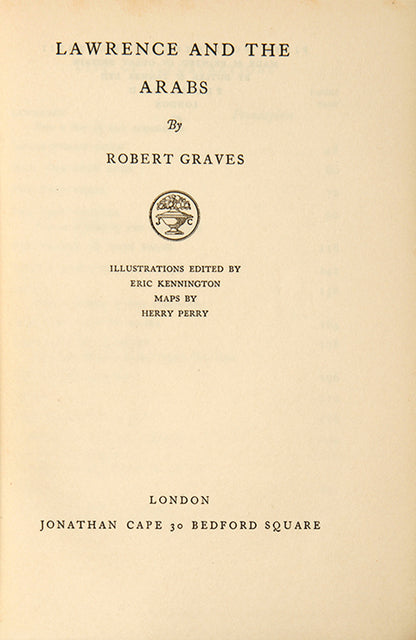 LAWRENCE AND THE
ARABS
By
ROBERT GRAVES
J C
ILLUSTRATIONS EDITED BY
ERIC KENNINGTON
MAPS BY
HERRY PERRY
LONDON
JONATHAN CAPE 30 BEDFORD SQUARE